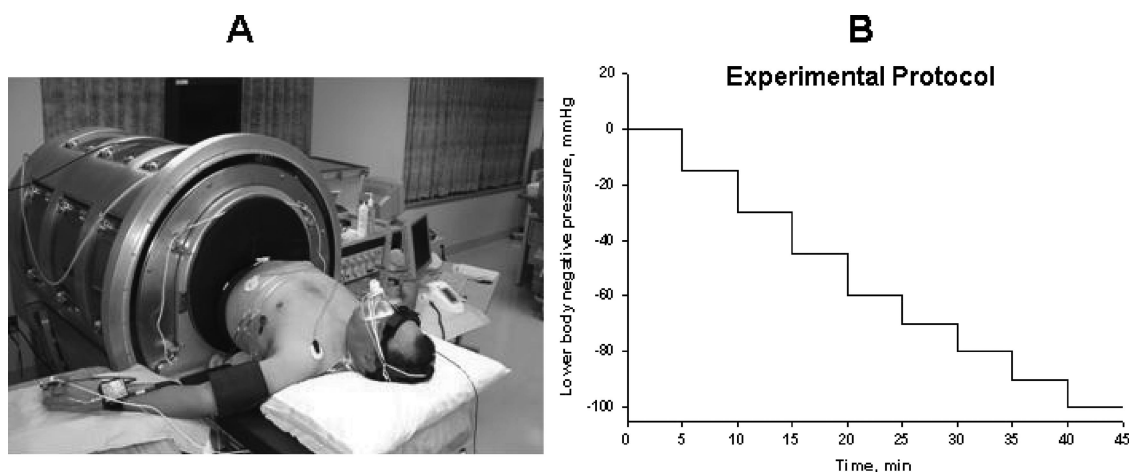 A
B
Experimental Protocol
Lower body negative pressure, mmHg
20
0
-20
-40
-60
-80
-100
0 5 10 15 20 25 30 35 40 45
Time, min